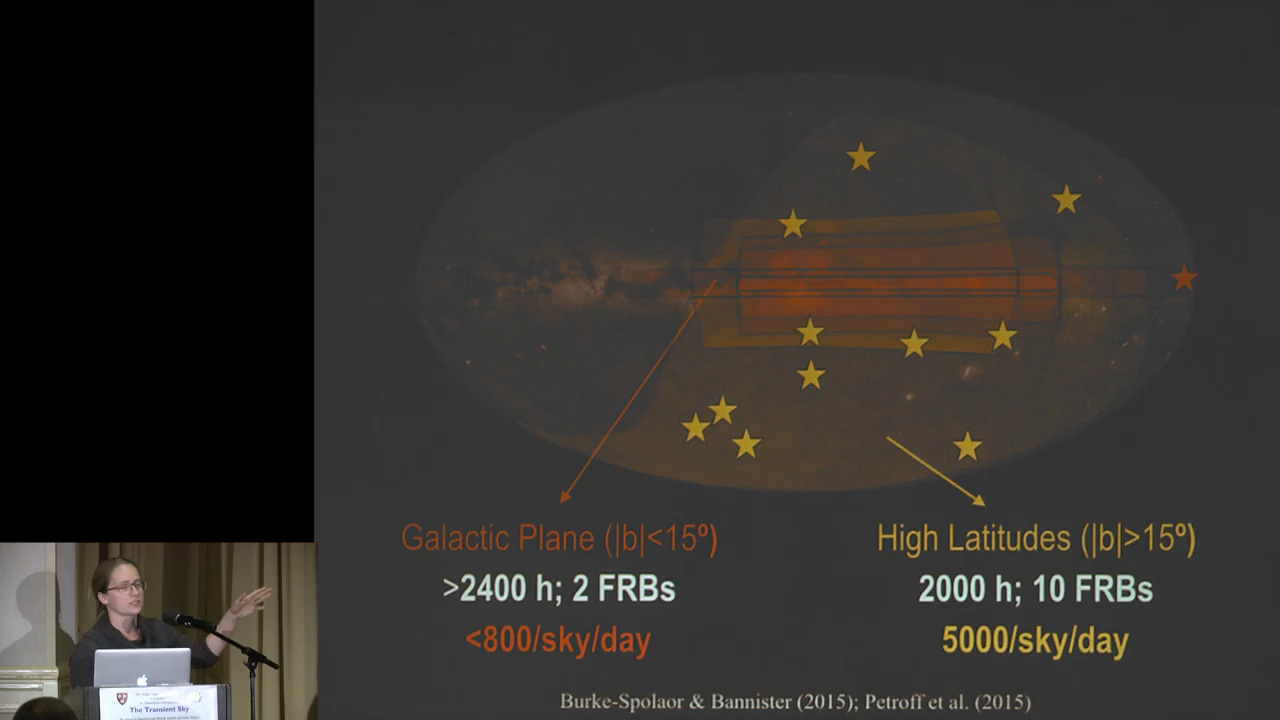 Galactic Plane (|b|<15º)
>2400 h; 2 FRBs
<800/sky/day
High Latitudes (|b|>15º)
2000 h; 10 FRBs
5000/sky/day
Burke-Spolaor & Bannister (2015); Petroff et al. (2015)
The Transient Sky